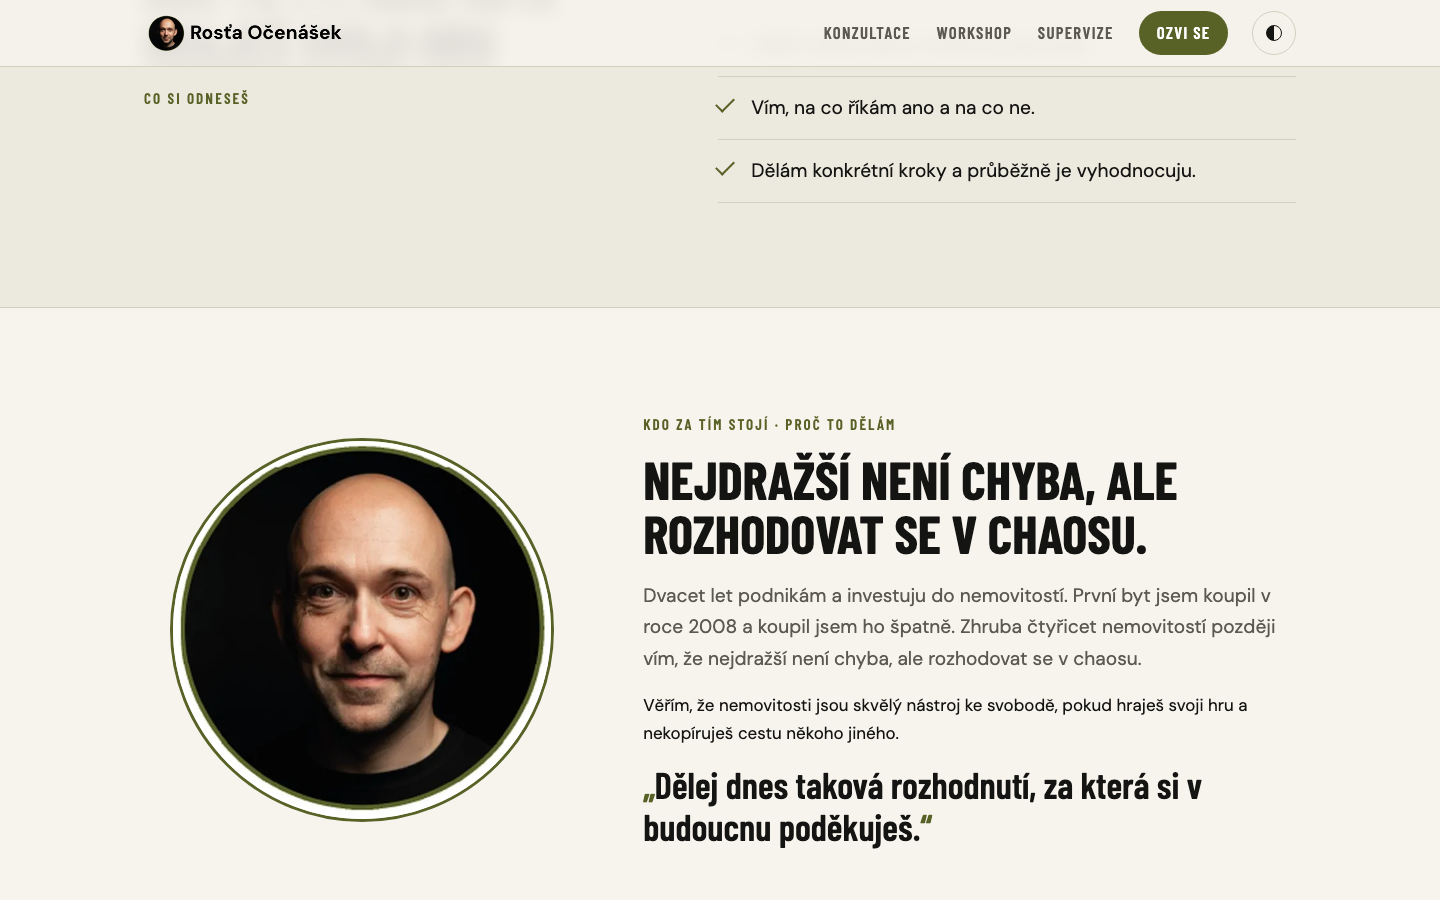 Rosťa Očenášek
KONZULTACE
WORKSHOP
SUPERVIZE
OZVI SE
CO SI ODNESEŠ
Vím, na co říkám ano a na co ne.
Dělám konkrétní kroky a průběžně je vyhodnocuju.
KDO ZA TÍM STOJÍ · PROČ TO DĚLÁM
NEJDRAŽŠÍ NENÍ CHYBA, ALE
ROZHODOVAT SE V CHAOSU.
Dvacet let podnikám a investuju do nemovitostí. První byt jsem koupil v
roce 2008 a koupil jsem ho špatně. Zhruba čtyřicet nemovitostí později
vím, že nejdražší není chyba, ale rozhodovat se v chaosu.
Věřím, že nemovitosti jsou skvělý nástroj ke svobodě, pokud hraješ svoji hru a
nekopíruješ cestu někoho jiného.
„Dělej dnes taková rozhodnutí, za která si v
budoucnu poděkuješ.“